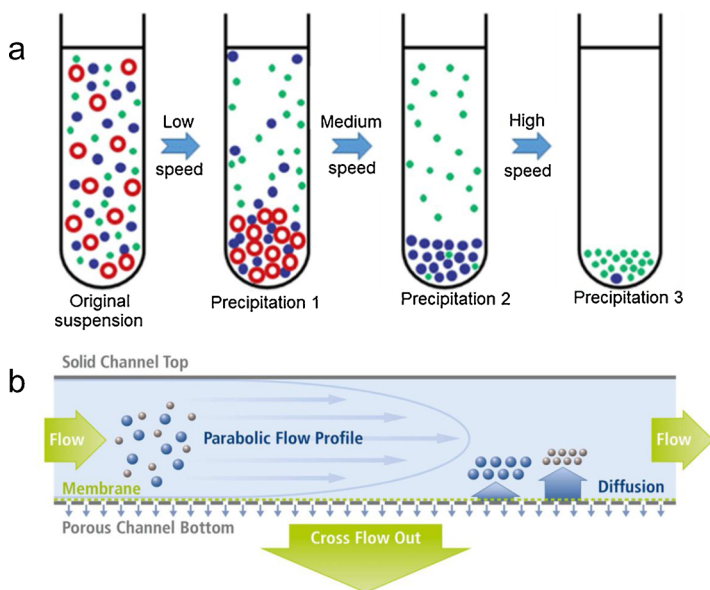 a
Low
speed
Medium
speed
High
speed
Original
suspension
Precipitation 1
Precipitation 2
Precipitation 3
b
Solid Channel Top
Flow
Parabolic Flow Profile
Flow
Membrane
Diffusion
Porous Channel Bottom
Cross Flow Out